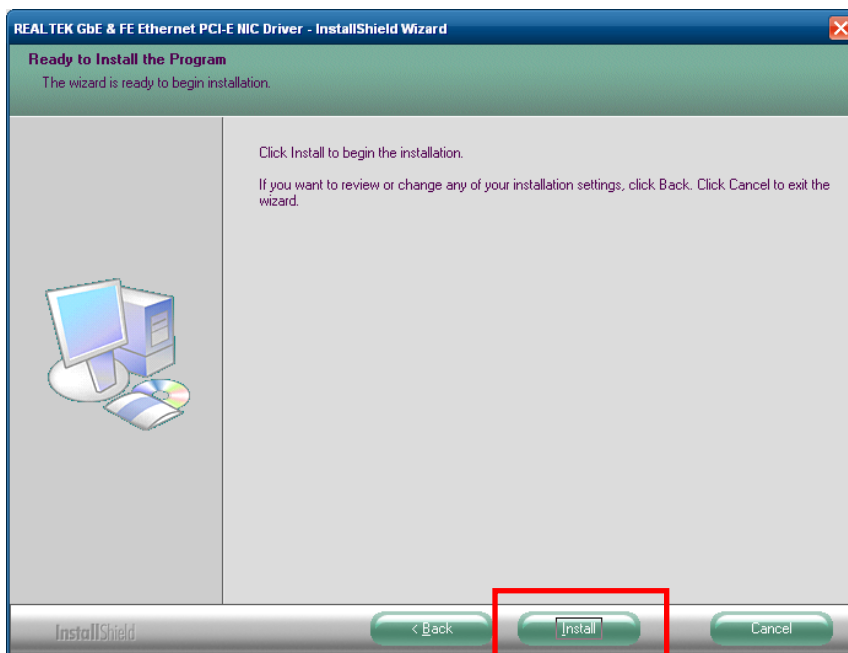 REALTEK GbE & FE Ethernet PCI-E NIC Driver - InstallShield Wizard
Ready to Install the Program
The wizard is ready to begin installation.
Click Install to begin the installation.
If you want to review or change any of your installation settings, click Back. Click Cancel to exit the
wizard.
InstallShield
< Back
Install
Cancel